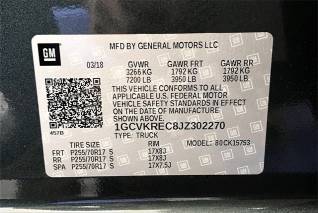 GM
MFD BY GENERAL MOTORS LLC
03/18 GVWR GAWR FRT GAWR RR
3266 KG 1792 KG 1792 KG
7200 LB 3950 LB 3950 LB
THIS VEHICLE CONFORMS TO ALL
APPLICABLE U.S. FEDERAL MOTOR
VEHICLE SAFETY STANDARDS IN
EFFECT ON THE DATE OF
MANUFACTURE SHOWN ABOVE.
1GCVKREC8JZ302270
4578 TYPE: TRUCK
TIRE SIZE RIM MODEL: 80CK15753
FRT P255/70R17 S 17X8J
RR P255/70R17 S 17X8J
SPA P255/70R17 S 17X7.5J